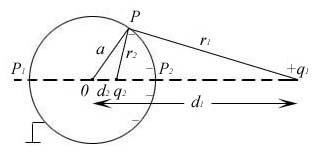 P
a
r₁
r₂
P₁
P₂
+q₁
0
d₂
q₂
d₁